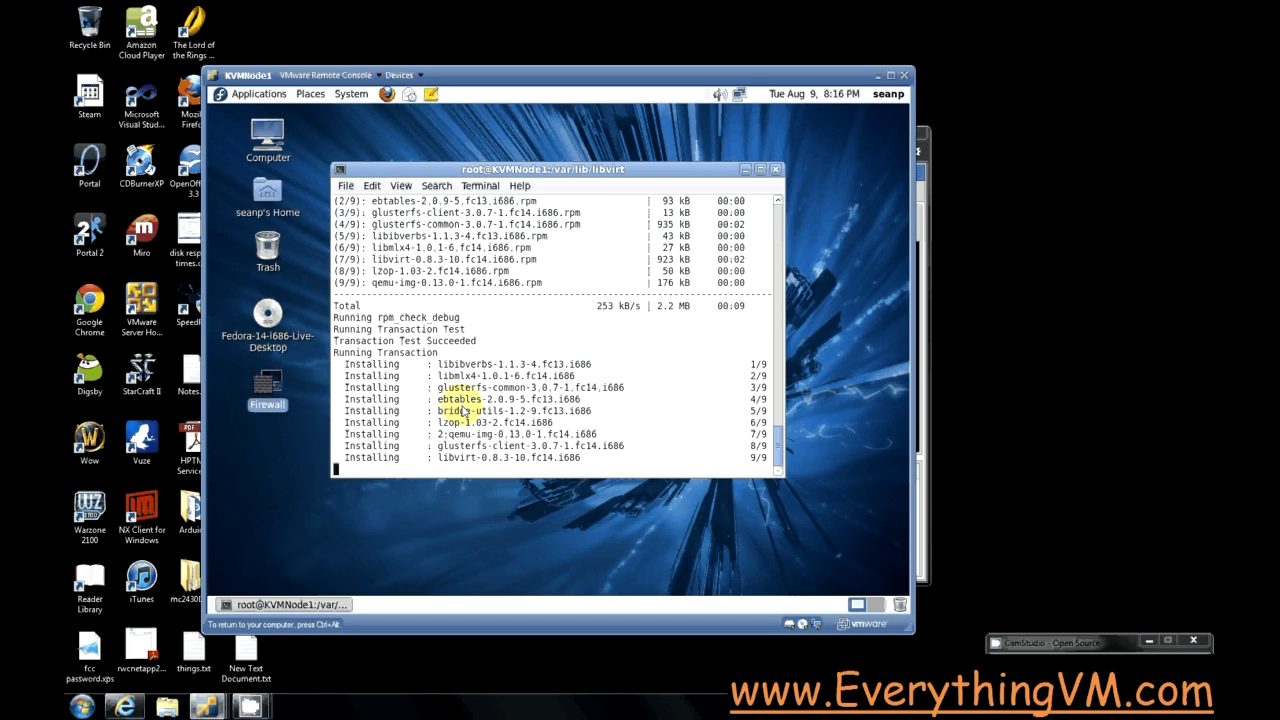 Recycle Bin
Amazon Cloud Player
The Lord of the Rings ...
Steam
Microsoft Visual Stud...
Mozil Firef
Portal
CDBurnerXP
OpenOff 3.3
Portal 2
Miro
disk resp times.d
Google Chrome
VMware Server Ho...
SpeedF
Digsby
StarCraft II
Notes.
Wow
Vuze
HPTM Service
Warzone 2100
NX Client for Windows
Arduin
Reader Library
iTunes
mc2430
fcc password.xps
rwcnetapp2...
things.txt
New Text Document.txt
KVMNode1 VMware Remote Console Devices
Applications Places System
Tue Aug 9, 8:16 PM seanp
Computer
seanp's Home
Trash
Fedora-14-i686-Live-Desktop
Firewall
root@KVMNode1:/var/lib/libvirt
File Edit View Search Terminal Help
(2/9): ebtables-2.0.9-5.fc13.i686.rpm | 93 kB 00:00
(3/9): glusterfs-client-3.0.7-1.fc14.i686.rpm | 13 kB 00:00
(4/9): glusterfs-common-3.0.7-1.fc14.i686.rpm | 935 kB 00:02
(5/9): libibverbs-1.1.3-4.fc13.i686.rpm | 43 kB 00:00
(6/9): libmlx4-1.0.1-6.fc14.i686.rpm | 27 kB 00:00
(7/9): libvirt-0.8.3-10.fc14.i686.rpm | 923 kB 00:02
(8/9): lzop-1.03-2.fc14.i686.rpm | 50 kB 00:00
(9/9): qemu-img-0.13.0-1.fc14.i686.rpm | 176 kB 00:00
--------------------------------------------------------------------------------
Total 253 kB/s | 2.2 MB 00:09
Running rpm_check_debug
Running Transaction Test
Transaction Test Succeeded
Running Transaction
Installing : libibverbs-1.1.3-4.fc13.i686 1/9
Installing : libmlx4-1.0.1-6.fc14.i686 2/9
Installing : glusterfs-common-3.0.7-1.fc14.i686 3/9
Installing : ebtables-2.0.9-5.fc13.i686 4/9
Installing : bridge-utils-1.2-9.fc13.i686 5/9
Installing : lzop-1.03-2.fc14.i686 6/9
Installing : 2:qemu-img-0.13.0-1.fc14.i686 7/9
Installing : glusterfs-client-3.0.7-1.fc14.i686 8/9
Installing : libvirt-0.8.3-10.fc14.i686 9/9
root@KVMNode1:/var/...
To return to your computer, press Ctrl+Alt.
vmware
CamStudio - Open Source
www.EverythingVM.com